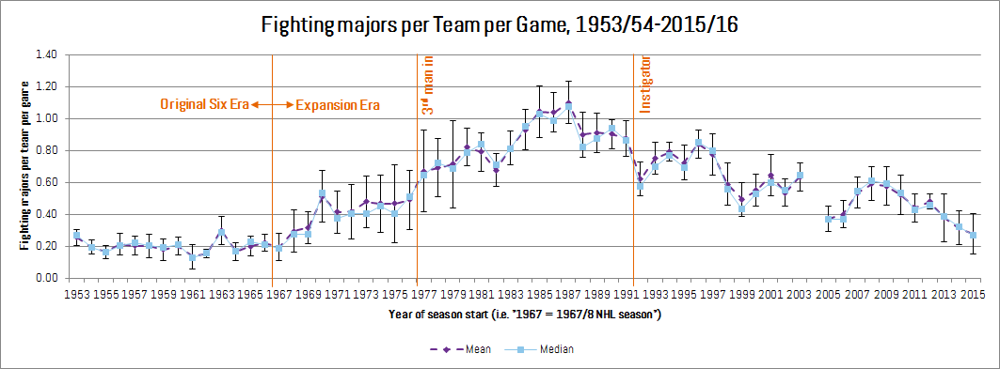 Fighting majors per Team per Game, 1953/54-2015/16
Fighting majors per team per game
1.40
1.20
1.00
0.80
0.60
0.40
0.20
0.00
Original Six Era
Expansion Era
3rd man in
Instigator
1953 1955 1957 1959 1961 1963 1965 1967 1969 1971 1973 1975 1977 1979 1981 1983 1985 1987 1989 1991 1993 1995 1997 1999 2001 2003 2005 2007 2009 2011 2013 2015
Year of season start (i.e. "1967 = 1967/8 NHL season")
Mean Median